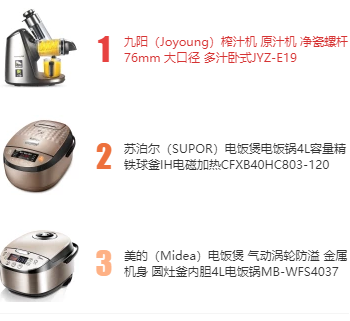 1
九阳（Joyoung）榨汁机 原汁机 净瓷螺杆
76mm 大口径 多汁卧式JYZ-E19
2
苏泊尔（SUPOR）电饭煲电饭锅4L容量精
铁球釜IH电磁加热CFXB40HC803-120
3
美的（Midea）电饭煲 气动涡轮防溢 金属
机身 圆灶釜内胆4L电饭锅MB-WFS4037